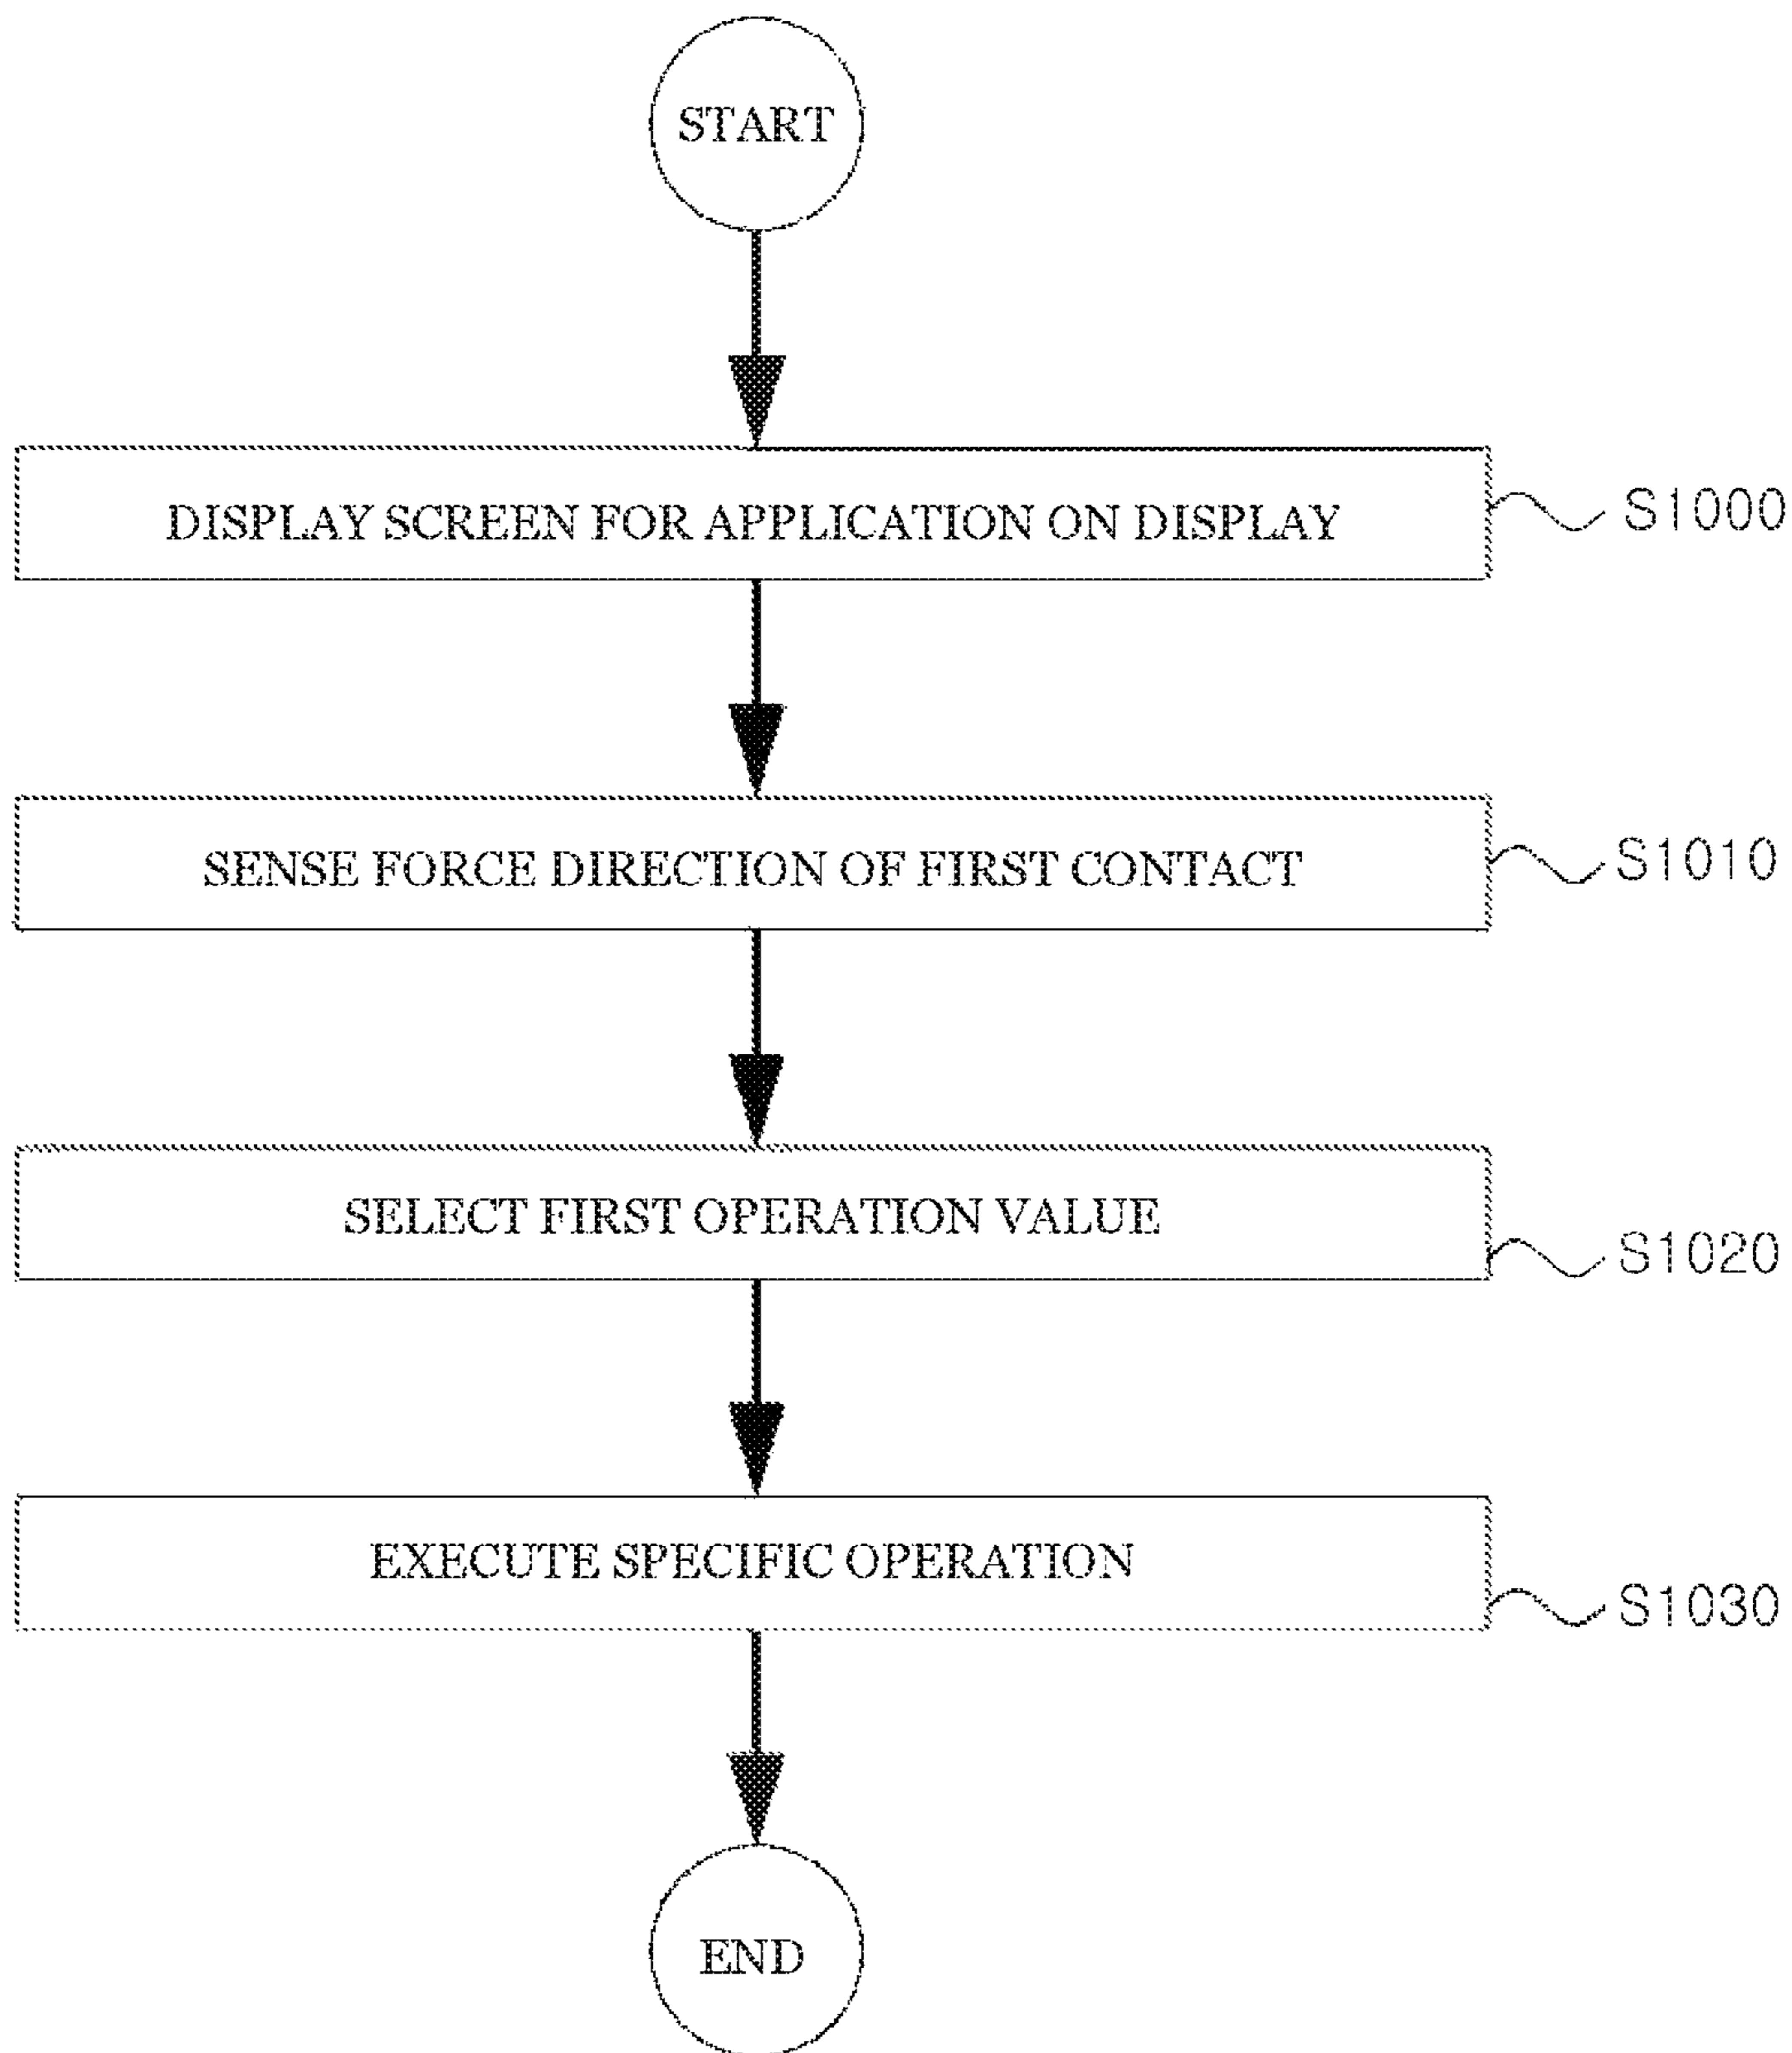 START
DISPLAY SCREEN FOR APPLICATION ON DISPLAY
S1000
SENSE FORCE DIRECTION OF FIRST CONTACT
S1010
SELECT FIRST OPERATION VALUE
S1020
EXECUTE SPECIFIC OPERATION
S1030
END